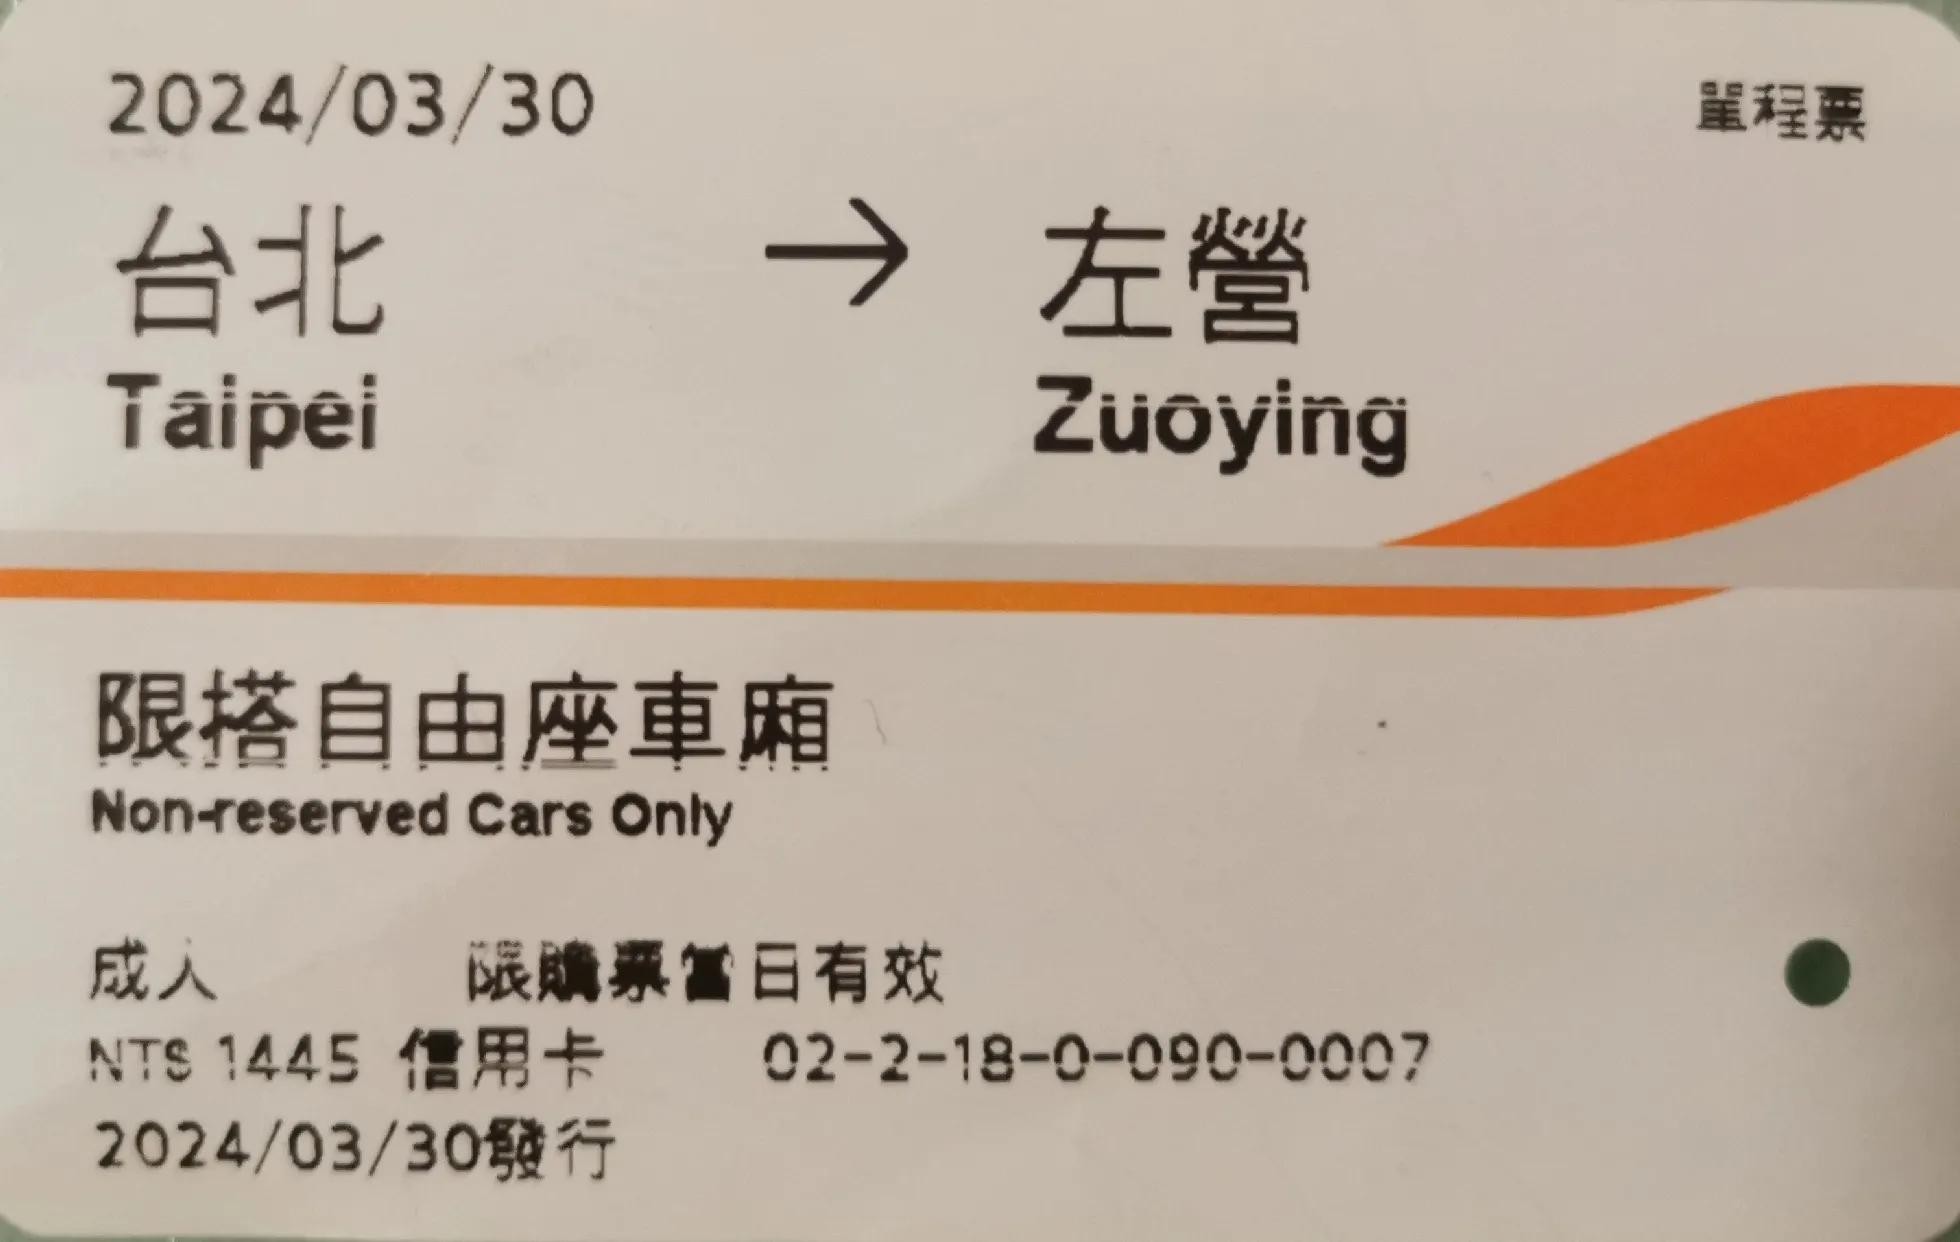 2024/03/30
單程票
台北 → 左營
Taipei Zuoying
限搭自由座車廂
Non-reserved Cars Only
成人 限購票當日有效
NT$ 1445 信用卡 02-2-18-0-090-0007
2024/03/30發行